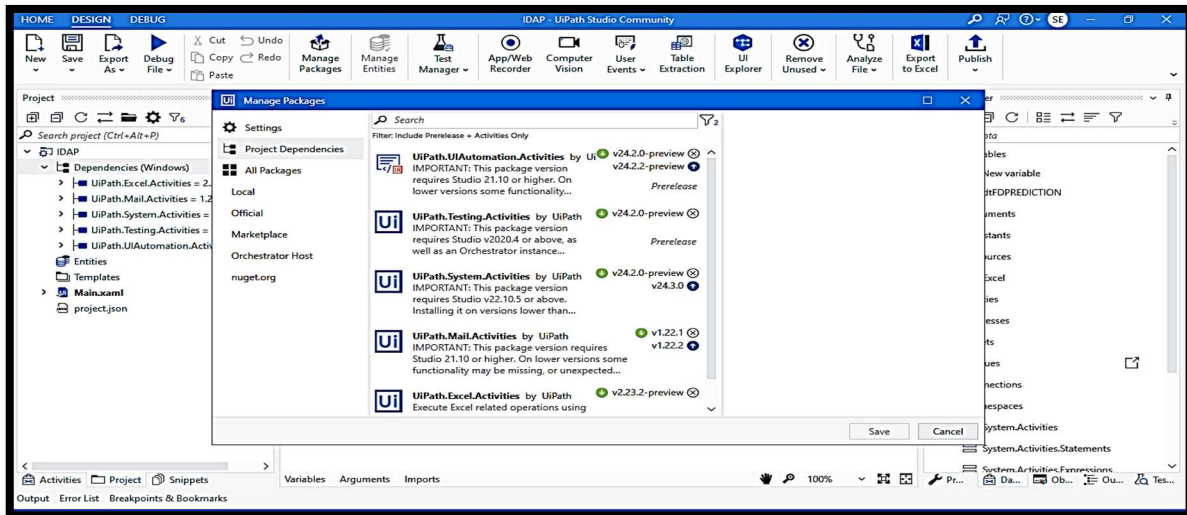 HOME DESIGN DEBUG
IDAP - UiPath Studio Community
SE
New
Save
Export As
Debug File
Cut
Copy
Paste
Undo
Redo
Manage Packages
Manage Entities
Test Manager
App/Web Recorder
Computer Vision
User Events
Table Extraction
UI Explorer
Remove Unused
Analyze File
Export to Excel
Publish
Project
Search project (Ctrl+Alt+P)
IDAP
Dependencies (Windows)
UiPath.Excel.Activities = 2.
UiPath.Mail.Activities = 1.2
UiPath.System.Activities =
UiPath.Testing.Activities =
UiPath.UIAutomation.Activ
Entities
Templates
Main.xaml
project.json
Ui Manage Packages
Settings
Project Dependencies
All Packages
Local
Official
Marketplace
Orchestrator Host
nuget.org
Search
Filter: Include Prerelease + Activities Only
UiPath.UIAutomation.Activities by Ui v24.2.0-preview
IMPORTANT: This package version v24.2.2-preview
requires Studio 21.10 or higher. On
lower versions some functionality... Prerelease
UiPath.Testing.Activities by UiPath v24.2.0-preview
IMPORTANT: This package version
requires Studio v2020.4 or above, as
well as an Orchestrator instance... Prerelease
UiPath.System.Activities by UiPath v24.2.0-preview
IMPORTANT: This package version v24.3.0
requires Studio v22.10.5 or above.
Installing it on versions lower than...
UiPath.Mail.Activities by UiPath v1.22.1
IMPORTANT: This package version requires v1.22.2
Studio 21.10 or higher. On lower versions some
functionality may be missing, or unexpected...
UiPath.Excel.Activities by UiPath v2.23.2-preview
Execute Excel related operations using
Save Cancel
er
ata
ables
New variable
dtFDPREDICTION
uments
stants
ources
Excel
ties
esses
ets
ues
nections
espaces
System.Activities
System.Activities.Statements
System.Activities.Expressions
Activities Project Snippets
Variables Arguments Imports
100%
Pr... Da... Ob... Ou... Tes...
Output Error List Breakpoints & Bookmarks